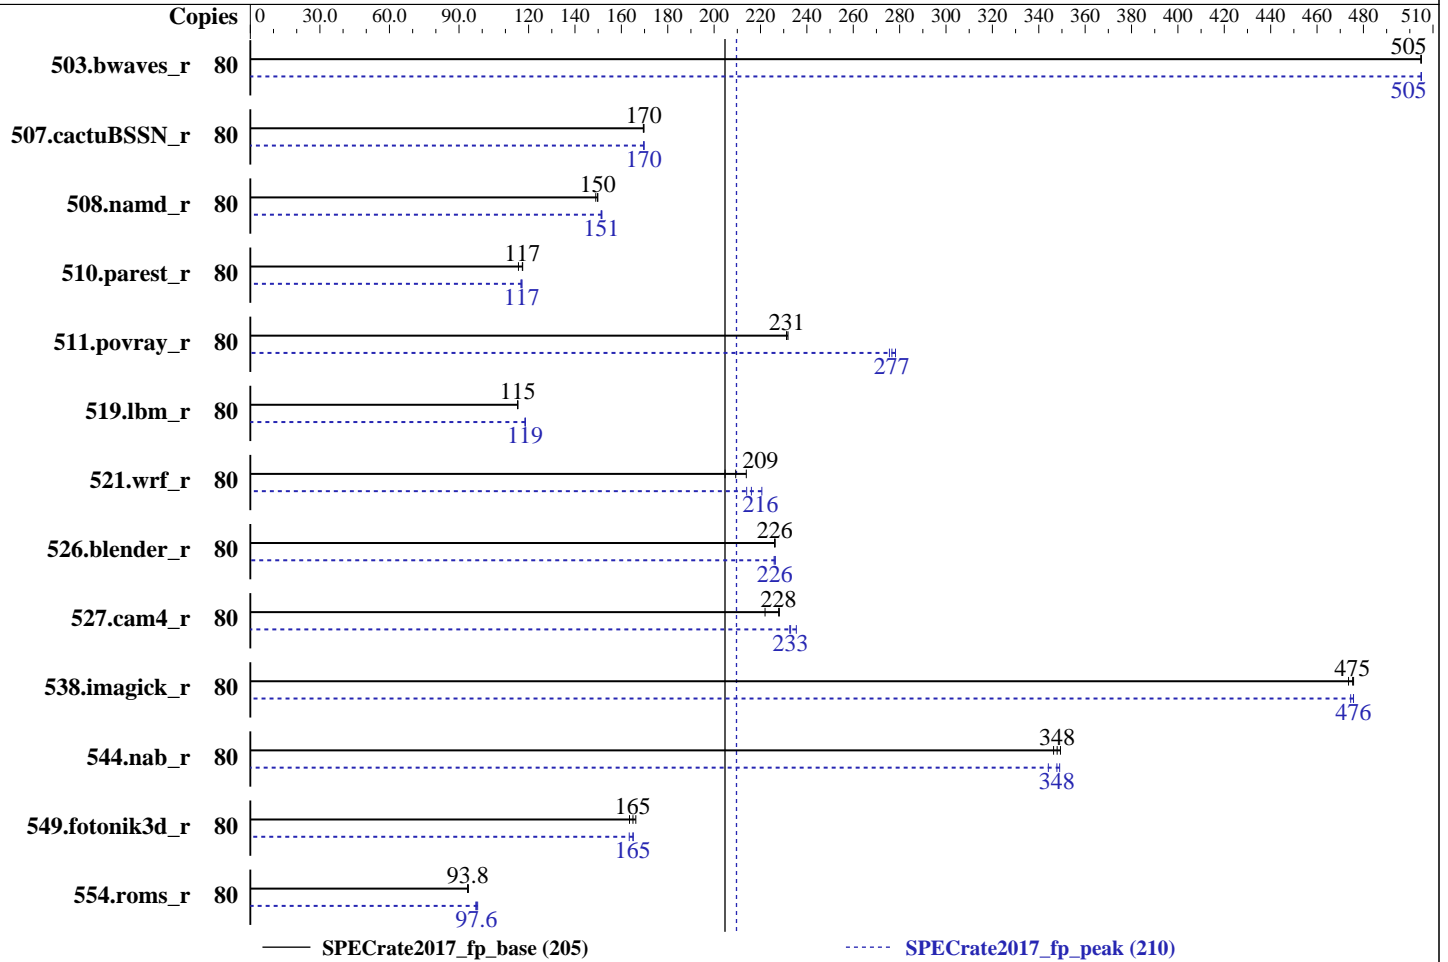 Copies 0 30.0 60.0 90.0 120 140 160 180 200 220 240 260 280 300 320 340 360 380 400 420 440 460 480 510
503.bwaves_r 80 505
505
507.cactuBSSN_r 80 170
170
508.namd_r 80 150
151
510.parest_r 80 117
117
511.povray_r 80 231
277
519.lbm_r 80 115
119
521.wrf_r 80 209
216
526.blender_r 80 226
226
527.cam4_r 80 228
233
538.imagick_r 80 475
476
544.nab_r 80 348
348
549.fotonik3d_r 80 165
165
554.roms_r 80 93.8
97.6
SPECrate2017_fp_base (205) SPECrate2017_fp_peak (210)